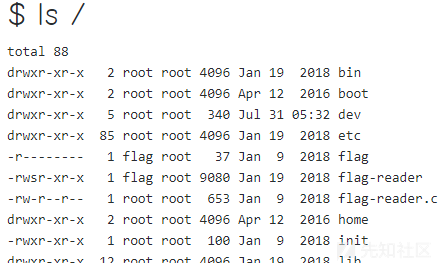 $ ls /
total 88
drwxr-xr-x 2 root root 4096 Jan 19 2018 bin
drwxr-xr-x 2 root root 4096 Apr 12 2016 boot
drwxr-xr-x 5 root root 340 Jul 31 05:32 dev
drwxr-xr-x 85 root root 4096 Jan 19 2018 etc
-r-------- 1 flag root 37 Jan 9 2018 flag
-rwsr-xr-x 1 flag root 9080 Jan 19 2018 flag-reader
-rw-r--r-- 1 root root 653 Jan 9 2018 flag-reader.c
drwxr-xr-x 2 root root 4096 Apr 12 2016 home
-rwxr-xr-x 1 root root 100 Jan 9 2018 init
drwxr-xr-x 12 root root 4096 Jan 19 2018 lib
先知社区